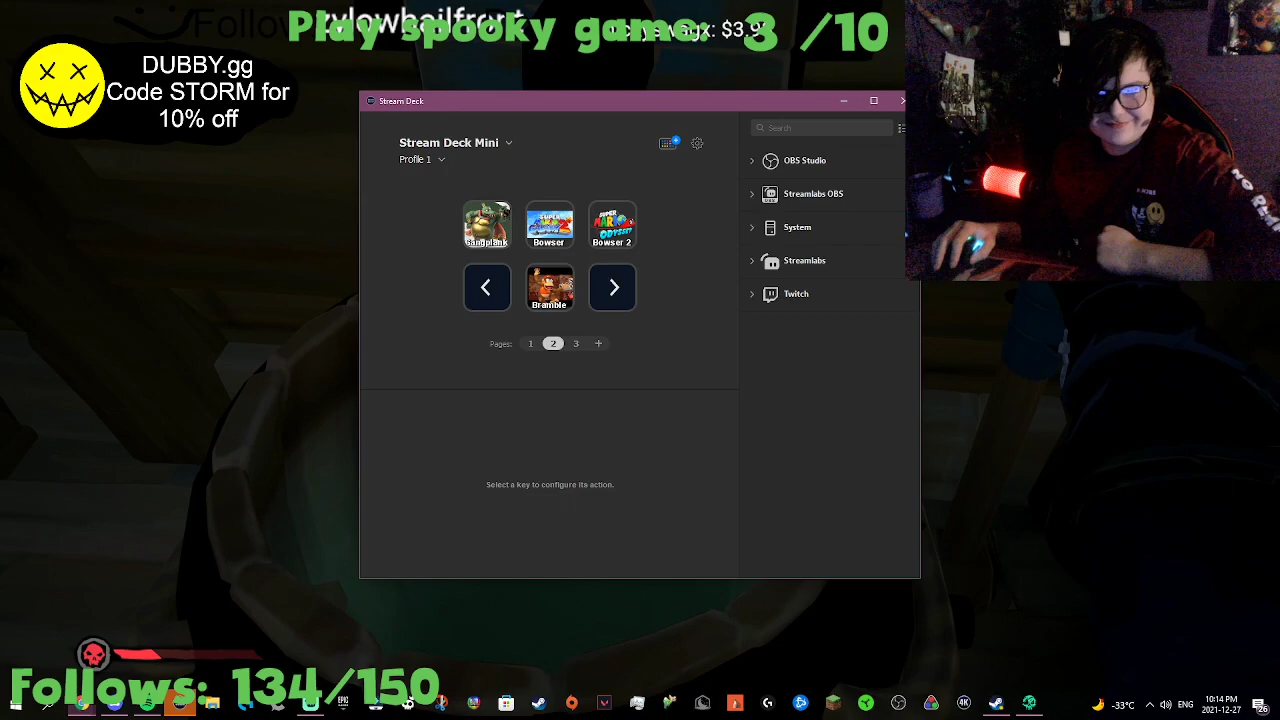 Follow
Play spooky game: 3 /10
DUBBY.gg
Code STORM for
10% off
Stream Deck
Stream Deck Mini
Profile 1
Search
OBS Studio
Streamlabs OBS
System
Streamlabs
Twitch
Gangplank
Bowser
Bowser 2
Bramble
Pages: 1 2 3 +
Select a key to configure its action.
Follows: 134/150
-33°C
ENG
10:14 PM
2021-12-27